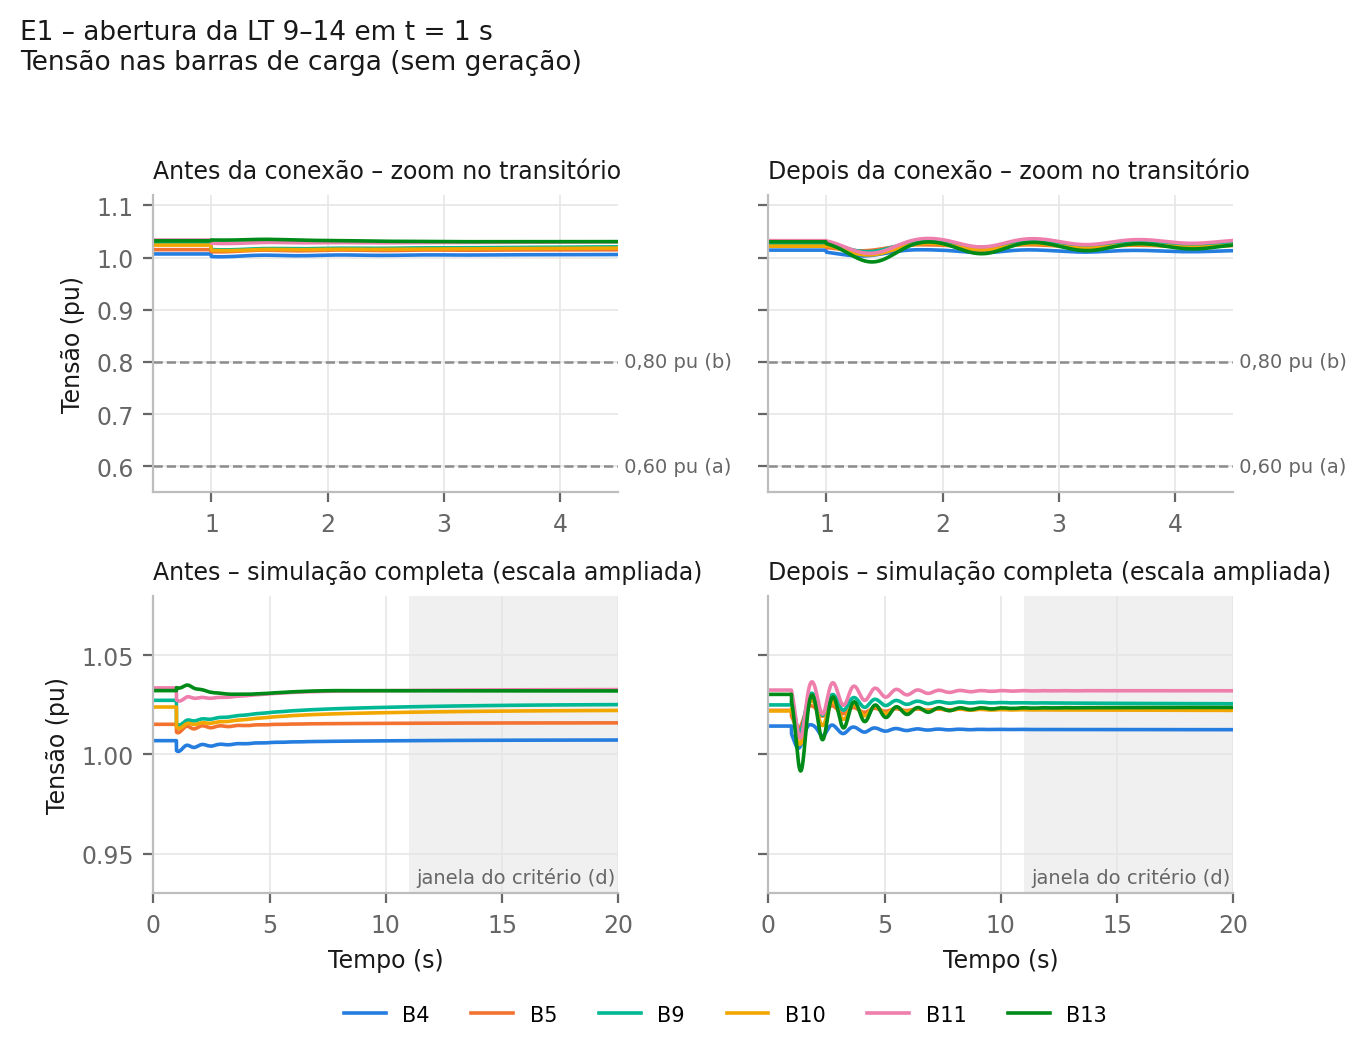 E1 – abertura da LT 9–14 em t = 1 s
Tensão nas barras de carga (sem geração)
Antes da conexão – zoom no transitório
Tensão (pu)
1.1
1.0
0.9
0.8
0.7
0.6
0,80 pu (b)
0,60 pu (a)
1
2
3
4
Depois da conexão – zoom no transitório
0,80 pu (b)
0,60 pu (a)
1
2
3
4
Antes – simulação completa (escala ampliada)
Tensão (pu)
1.05
1.00
0.95
janela do critério (d)
0
5
10
15
20
Tempo (s)
Depois – simulação completa (escala ampliada)
janela do critério (d)
0
5
10
15
20
Tempo (s)
B4
B5
B9
B10
B11
B13